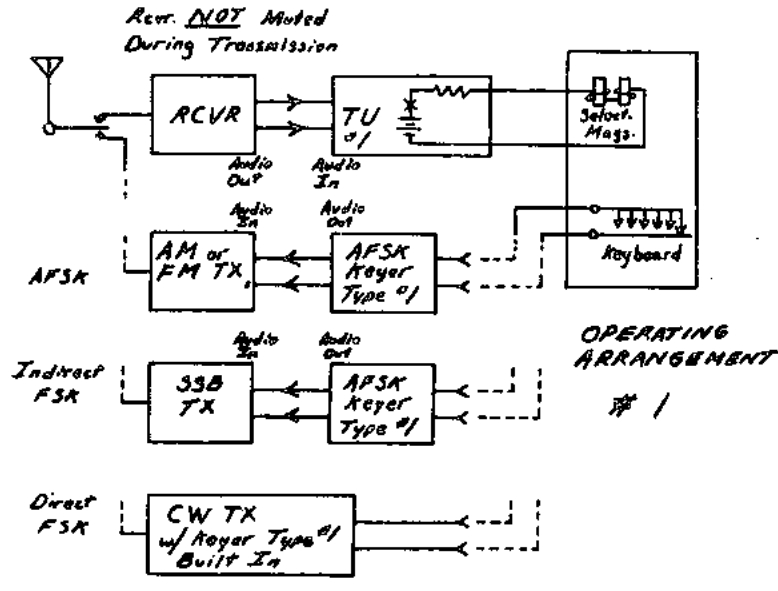 Rcvr. NOT Muted
During Transmission
RCVR
TU
#1
Select.
Mags.
Audio
Out
Audio
In
Audio
In
Audio
Out
AFSK
AM or
FM TX
AFSK
Keyer
Type #1
Keyboard
OPERATING
ARRANGEMENT
# 1
Indirect
FSK
Audio
In
Audio
Out
SSB
TX
AFSK
Keyer
Type #1
Direct
FSK
CW TX
w/ Keyer Type #1
Built In